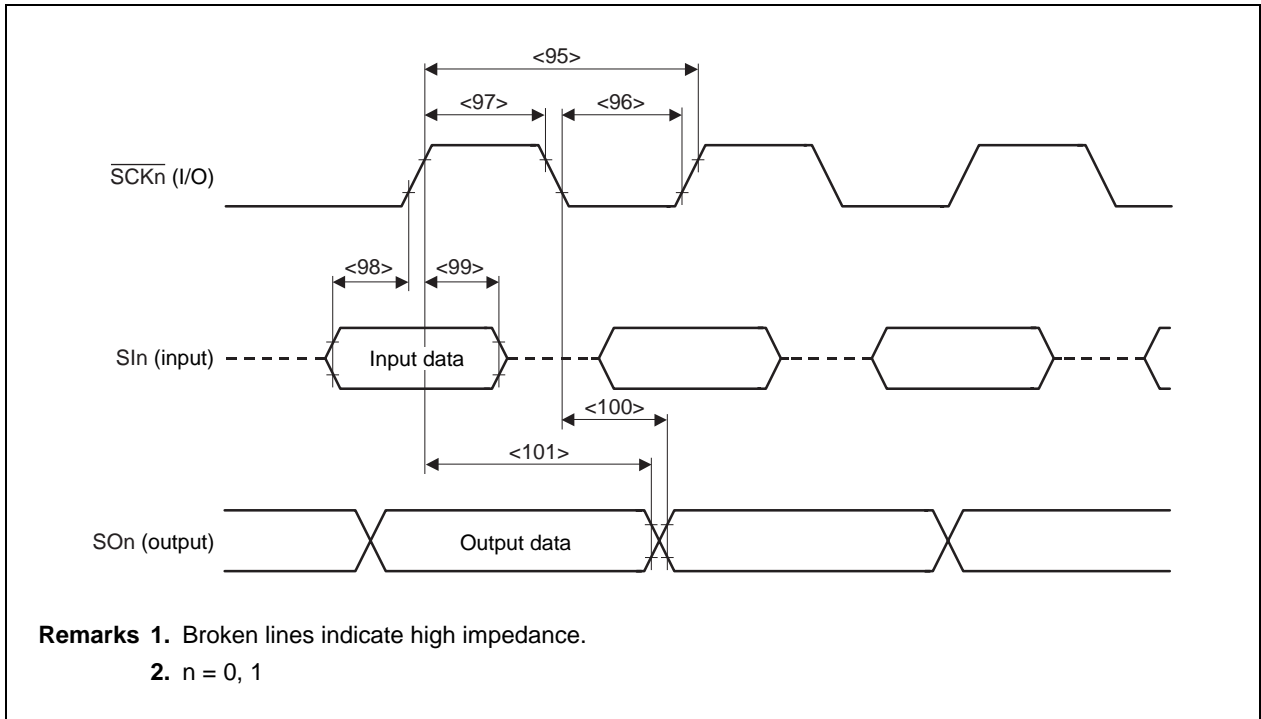 <95>
<97>
<96>
SCKn (I/O)
<98>
<99>
SIn (input)
Input data
<100>
<101>
SOn (output)
Output data
Remarks 1. Broken lines indicate high impedance.
2. n = 0, 1